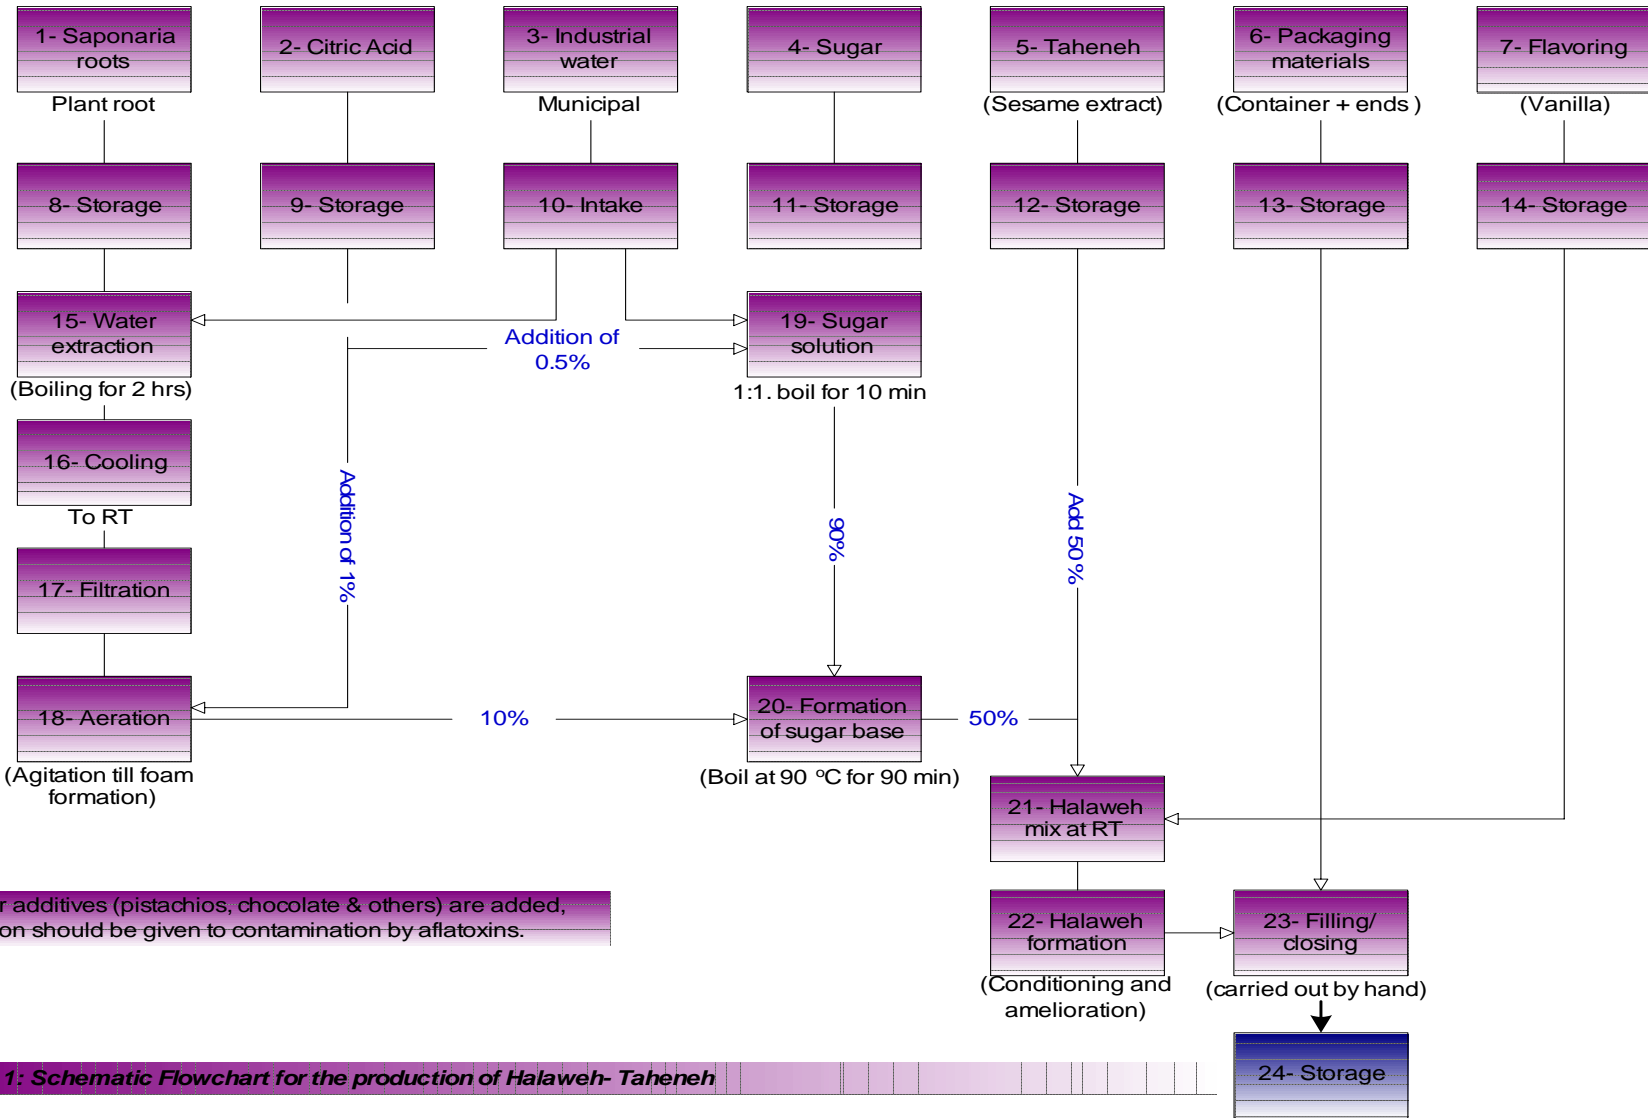 1- Saponaria
roots
2- Citric Acid
3- Industrial
water
4- Sugar
5- Taheneh
6- Packaging
materials
7- Flavoring
Plant root
Municipal
(Sesame extract)
(Container + ends )
(Vanilla)
8- Storage
9- Storage
10- Intake
11- Storage
12- Storage
13- Storage
14- Storage
15- Water
extraction
(Boiling for 2 hrs)
Addition of
0.5%
19- Sugar
solution
1:1. boil for 10 min
16- Cooling
To RT
Addition of 1%
90%
Add 50%
17- Filtration
18- Aeration
(Agitation till foam
formation)
10%
20- Formation
of sugar base
(Boil at 90 ºC for 90 min)
50%
21- Halaweh
mix at RT
r additives (pistachios, chocolate & others) are added,
on should be given to contamination by aflatoxins.
22- Halaweh
formation
(Conditioning and
amelioration)
23- Filling/
closing
(carried out by hand)
1: Schematic Flowchart for the production of Halaweh- Taheneh
24- Storage